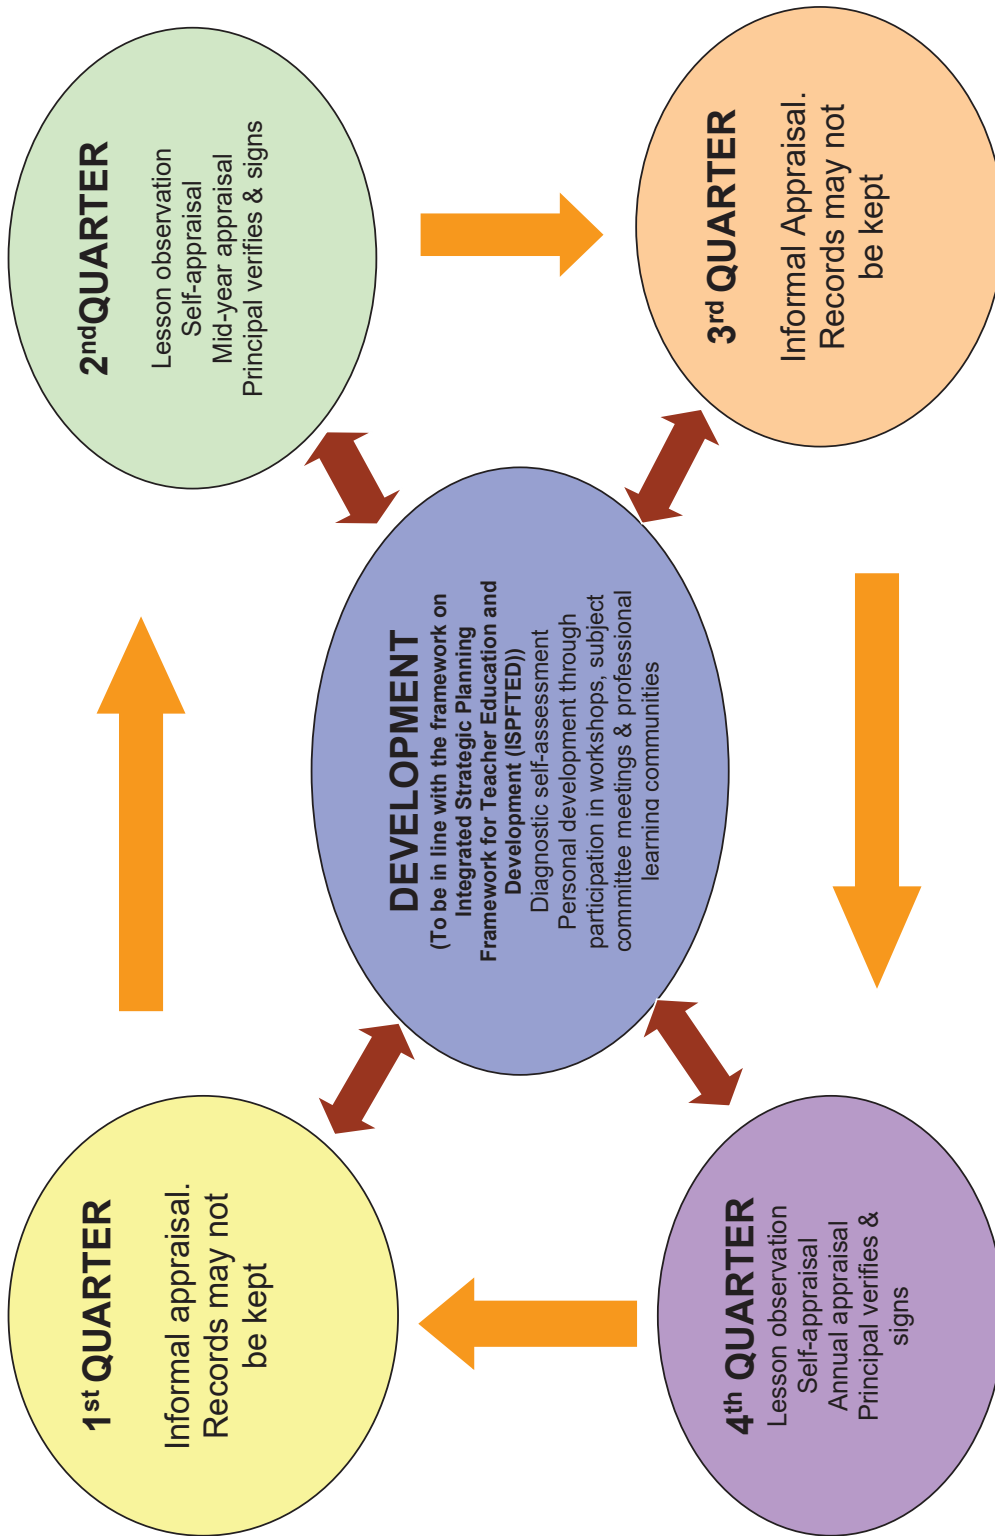 1st QUARTER
Informal appraisal.
Records may not
be kept
2ndQUARTER
Lesson observation
Self-appraisal
Mid-year appraisal
Principal verifies & signs
DEVELOPMENT
(To be in line with the framework on
Integrated Strategic Planning
Framework for Teacher Education and
Development (ISPFTED))
Diagnostic self-assessment
Personal development through
participation in workshops, subject
committee meetings & professional
learning communities
4th QUARTER
Lesson observation
Self-appraisal
Annual appraisal
Principal verifies &
signs
3rd QUARTER
Informal Appraisal.
Records may not
be kept